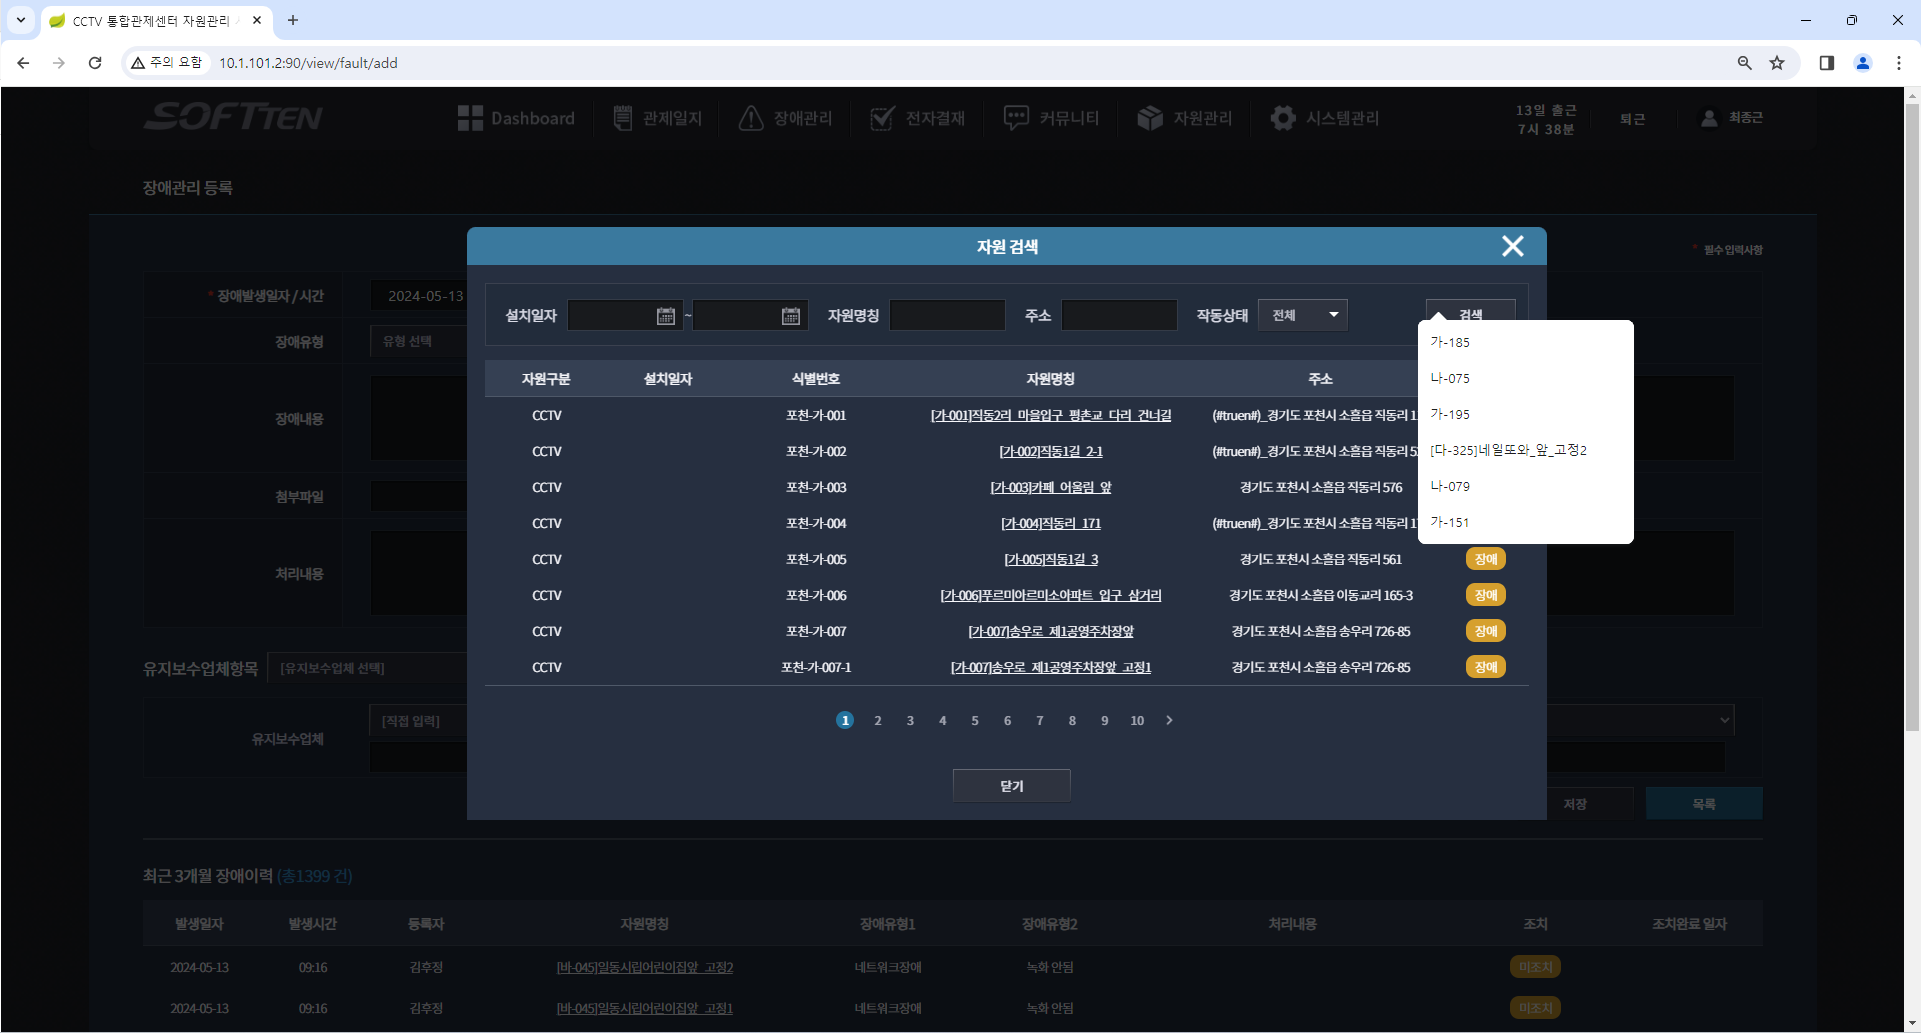 CCTV 통합관제센터 자원관리
주의 요함
10.1.101.2:90/view/fault/add
SOFTTEN
Dashboard
관제일지
장애관리
전자결재
커뮤니티
자원관리
시스템관리
13일 출근
7시 38분
퇴근
최종근
장애관리 등록
* 필수 입력사항
* 장애발생일자 / 시간
2024-05-13
장애유형
유형 선택
장애내용
첨부파일
처리내용
유지보수업체항목
[유지보수업체 선택]
유지보수업체
[직접 입력]
자원 검색
설치일자 ~ 자원명칭 주소 작동상태 전체 검색
가-185
나-075
가-195
[다-325]네일또와_앞_고정2
나-079
가-151
자원구분 설치일자 식별번호 자원명칭 주소
CCTV 포천-가-001 [가-001]직동2리_마을입구_평촌교_다리_건너길 (#truen#)_경기도 포천시 소흘읍 직동리
CCTV 포천-가-002 [가-002]직동1길_2-1 (#truen#)_경기도 포천시 소흘읍 직동리
CCTV 포천-가-003 [가-003]카페_어울림_앞 경기도 포천시 소흘읍 직동리 576
CCTV 포천-가-004 [가-004]직동리_171 (#truen#)_경기도 포천시 소흘읍 직동리
CCTV 포천-가-005 [가-005]직동1길_3 경기도 포천시 소흘읍 직동리 561 장애
CCTV 포천-가-006 [가-006]푸르미아르미소아파트_입구_삼거리 경기도 포천시 소흘읍 이동교리 165-3 장애
CCTV 포천-가-007 [가-007]송우로_제1공영주차장앞 경기도 포천시 소흘읍 송우리 726-85 장애
CCTV 포천-가-007-1 [가-007]송우로_제1공영주차장앞_고정1 경기도 포천시 소흘읍 송우리 726-85 장애
1 2 3 4 5 6 7 8 9 10
닫기
저장
목록
최근 3개월 장애이력 (총1399 건)
발생일자 발생시간 등록자 자원명칭 장애유형1 장애유형2 처리내용 조치 조치완료 일자
2024-05-13 09:16 김후정 [바-045]일동시립어린이집앞_고정2 네트워크장애 녹화 안됨 미조치
2024-05-13 09:16 김후정 [바-045]일동시립어린이집앞_고정1 네트워크장애 녹화 안됨 미조치